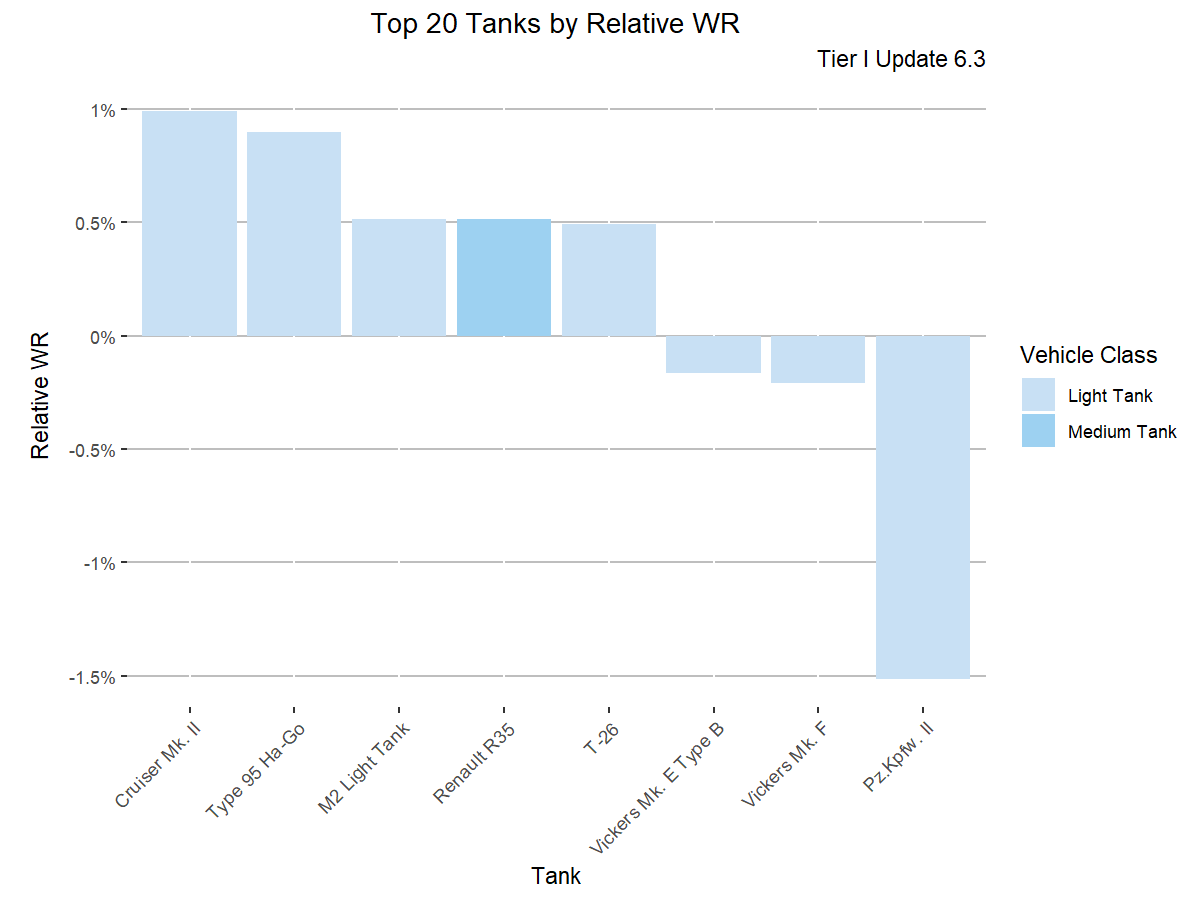 Top 20 Tanks by Relative WR
Tier I Update 6.3
1%
0.5%
0%
-0.5%
-1%
-1.5%
Relative WR
Cruiser Mk. II
Type 95 Ha-Go
M2 Light Tank
Renault R35
T-26
Vickers Mk. E Type B
Vickers Mk. F
Pz.Kpfw. II
Tank
Vehicle Class
Light Tank
Medium Tank